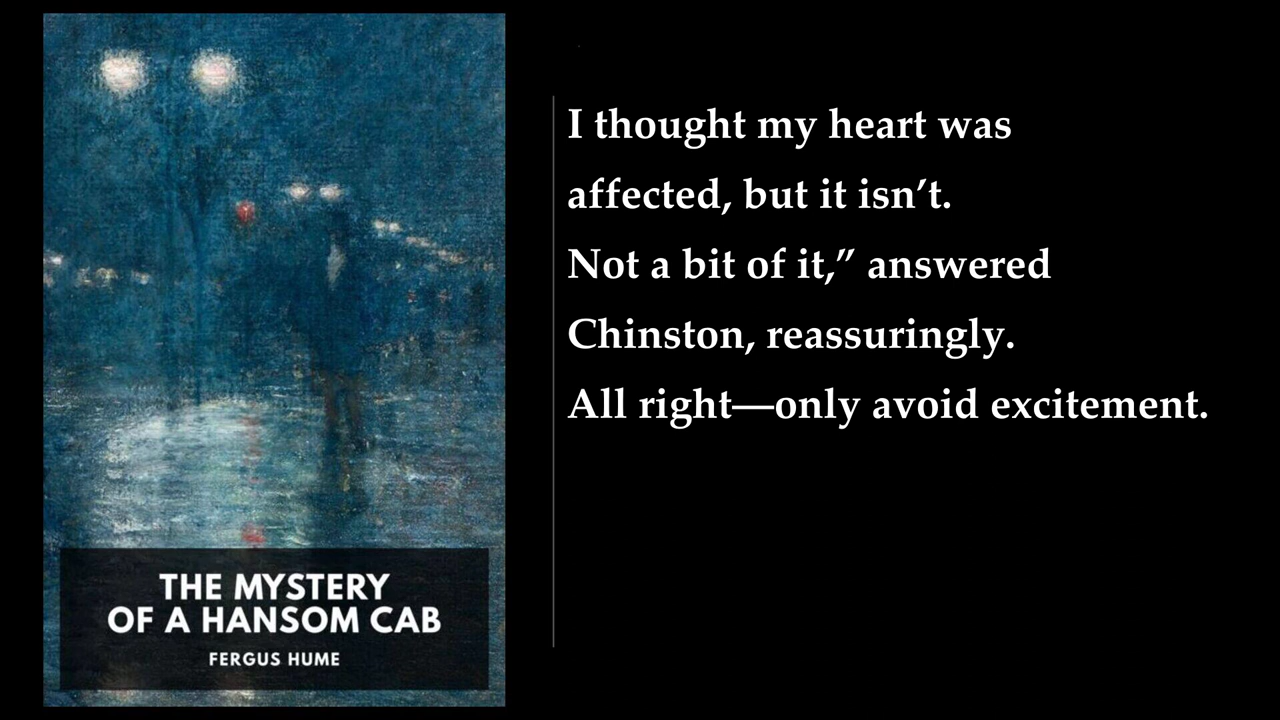 I thought my heart was
affected, but it isn’t.
Not a bit of it,” answered
Chinston, reassuringly.
All right—only avoid excitement.
THE MYSTERY
OF A HANSOM CAB
FERGUS HUME